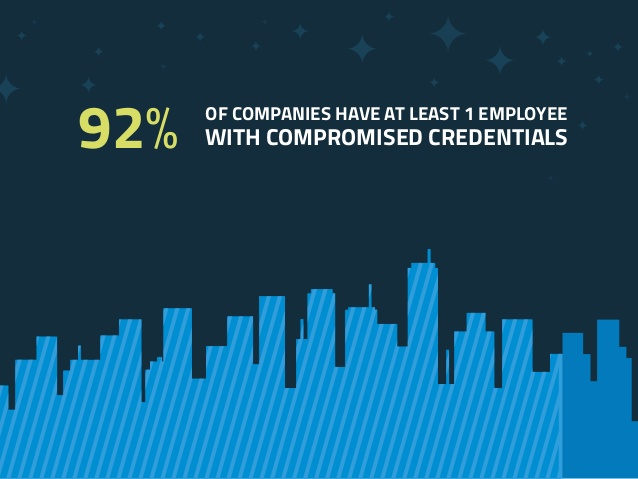 92%
OF COMPANIES HAVE AT LEAST 1 EMPLOYEE
WITH COMPROMISED CREDENTIALS